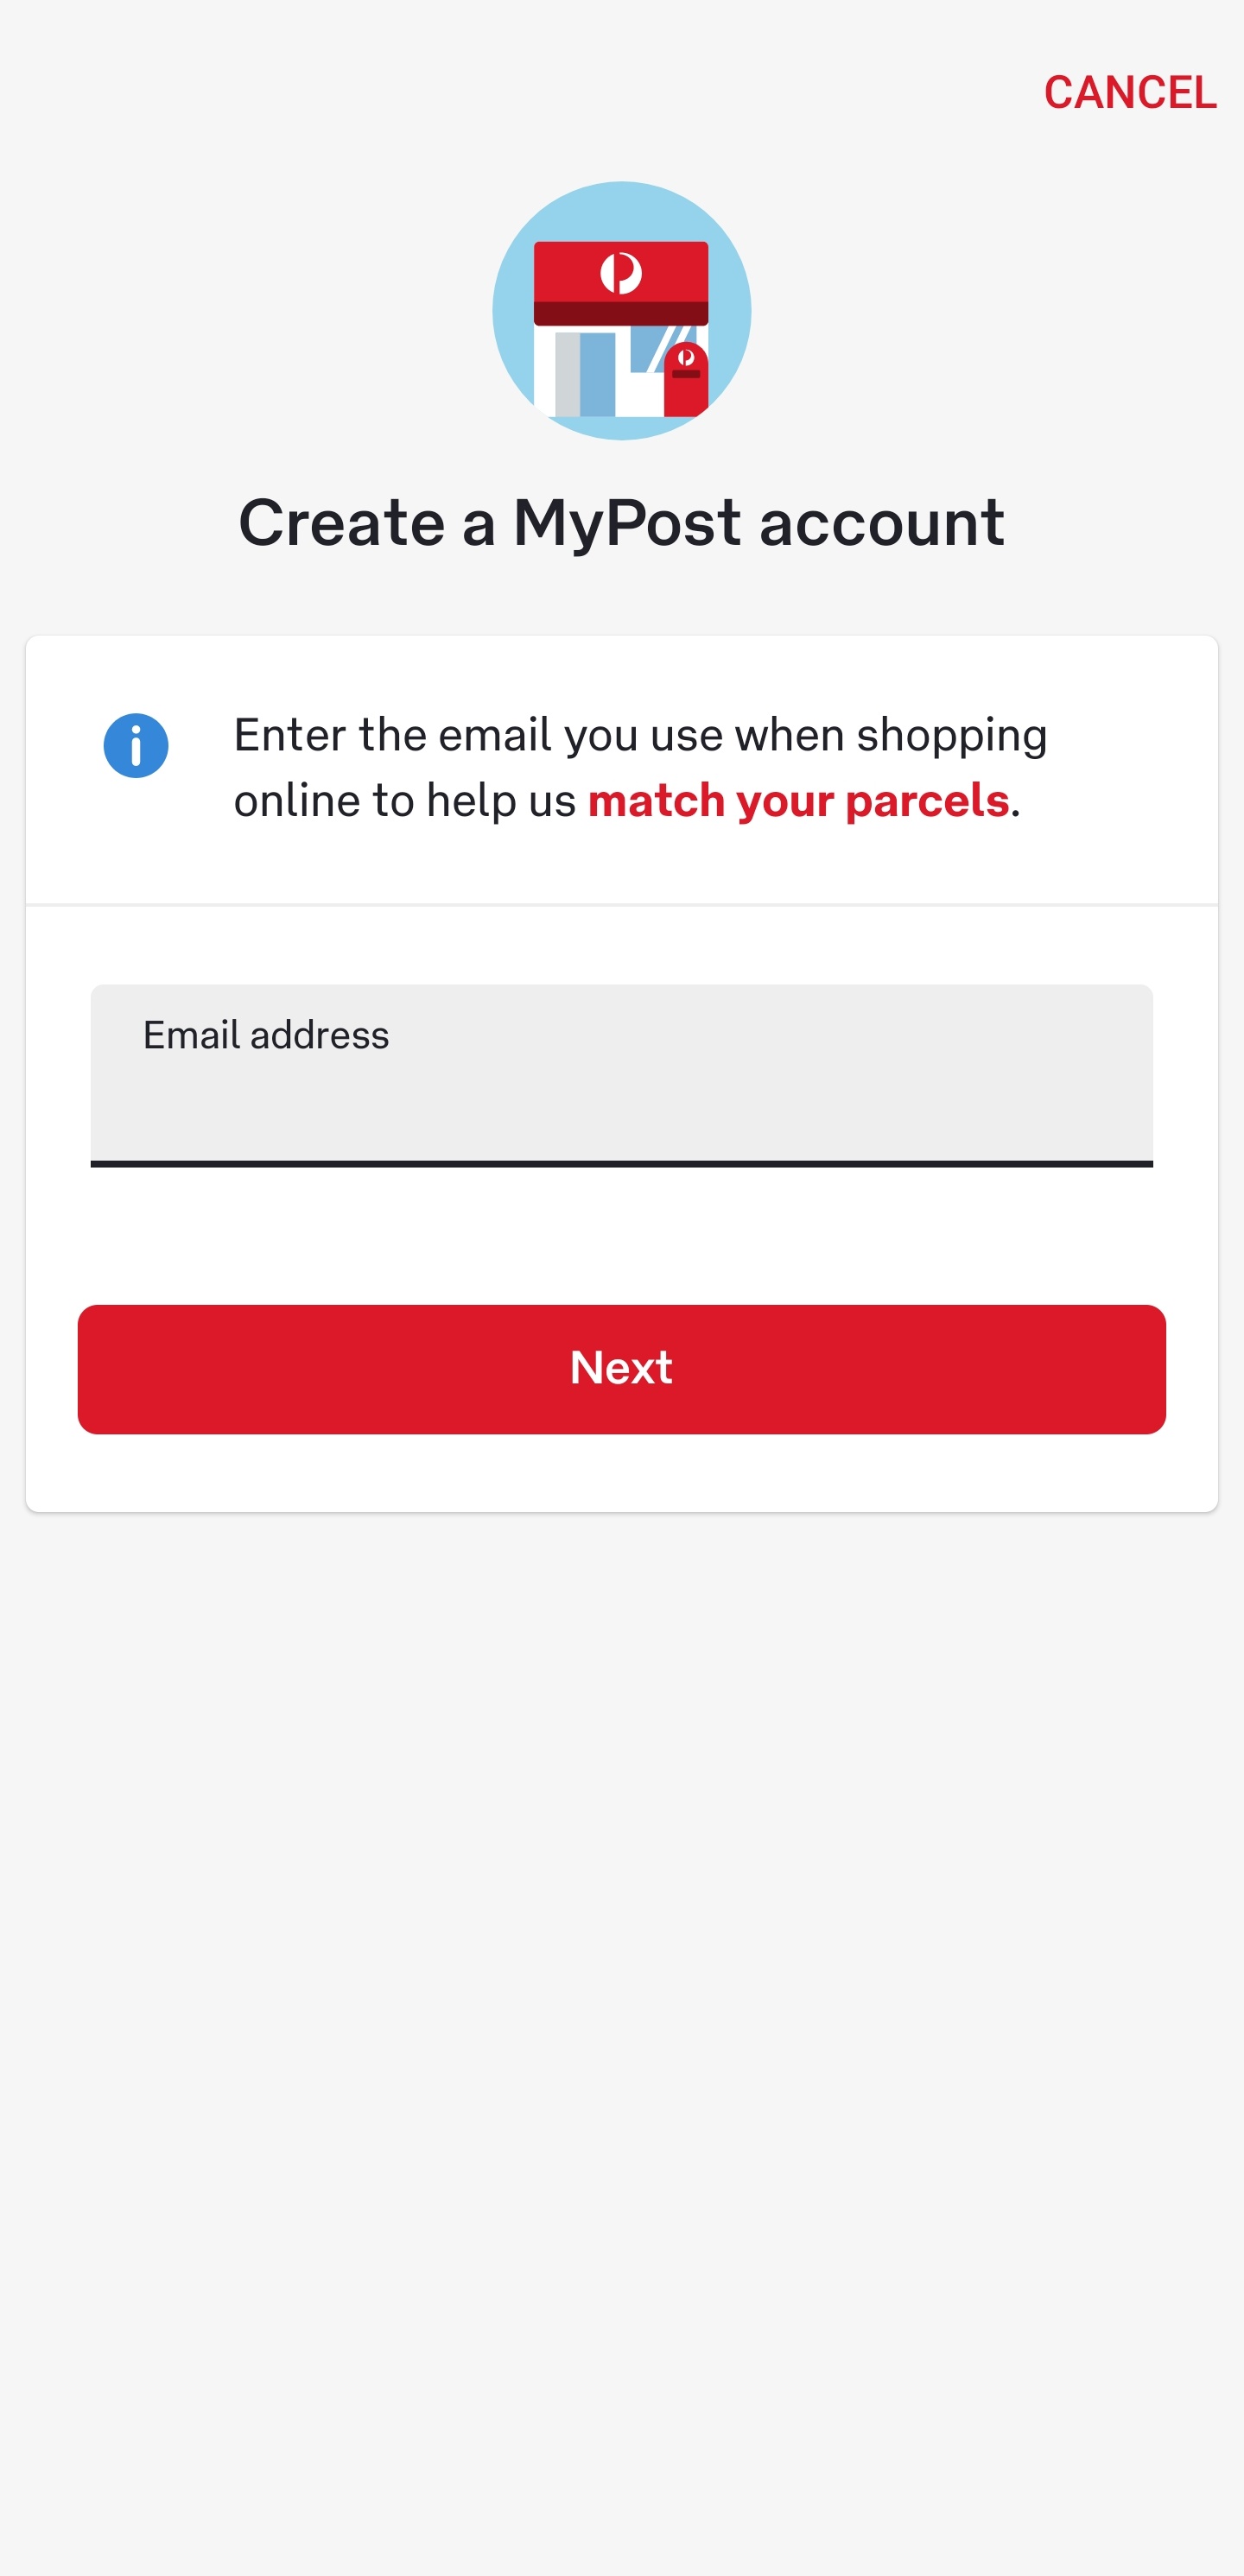 CANCEL
Create a MyPost account
Enter the email you use when shopping
online to help us match your parcels.
Email address
Next